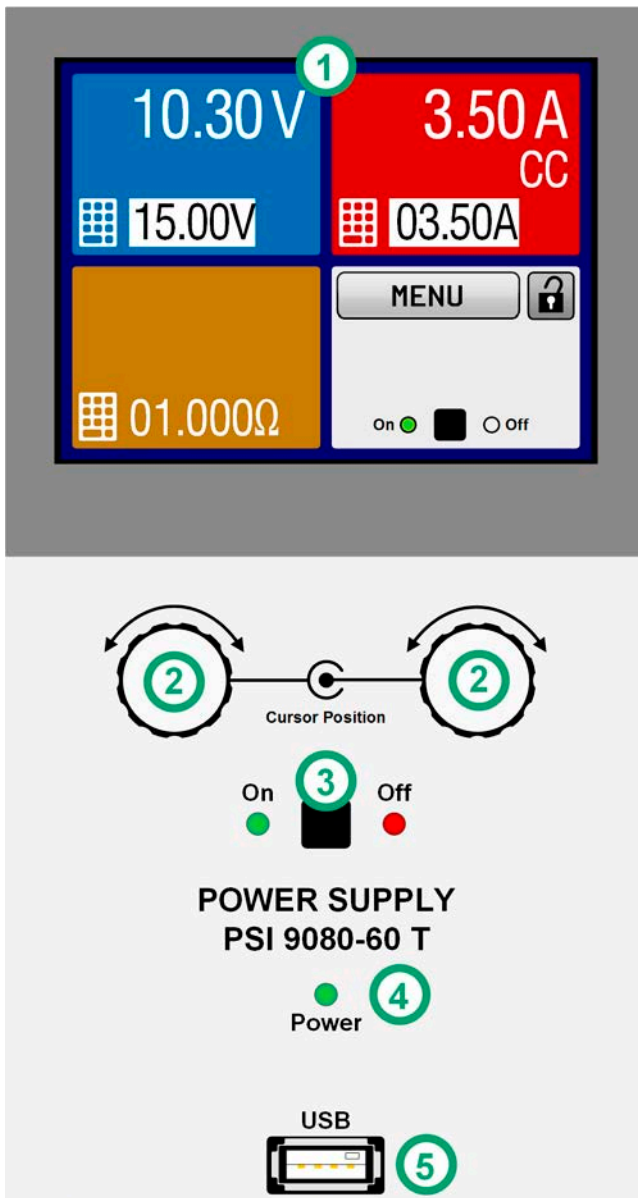 1
10.30 V 3.50 A
CC
15.00V 03.50A
MENU
01.000Ω On Off
2 2
Cursor Position
3
On Off
POWER SUPPLY
PSI 9080-60 T
4
Power
USB
5